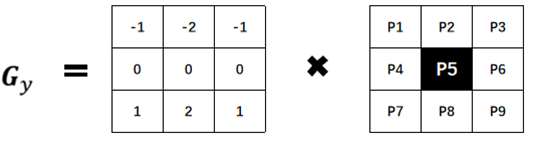 -1 -2 -1 P1 P2 P3
Gy = 0 0 0 × P4 P5 P6
1 2 1 P7 P8 P9